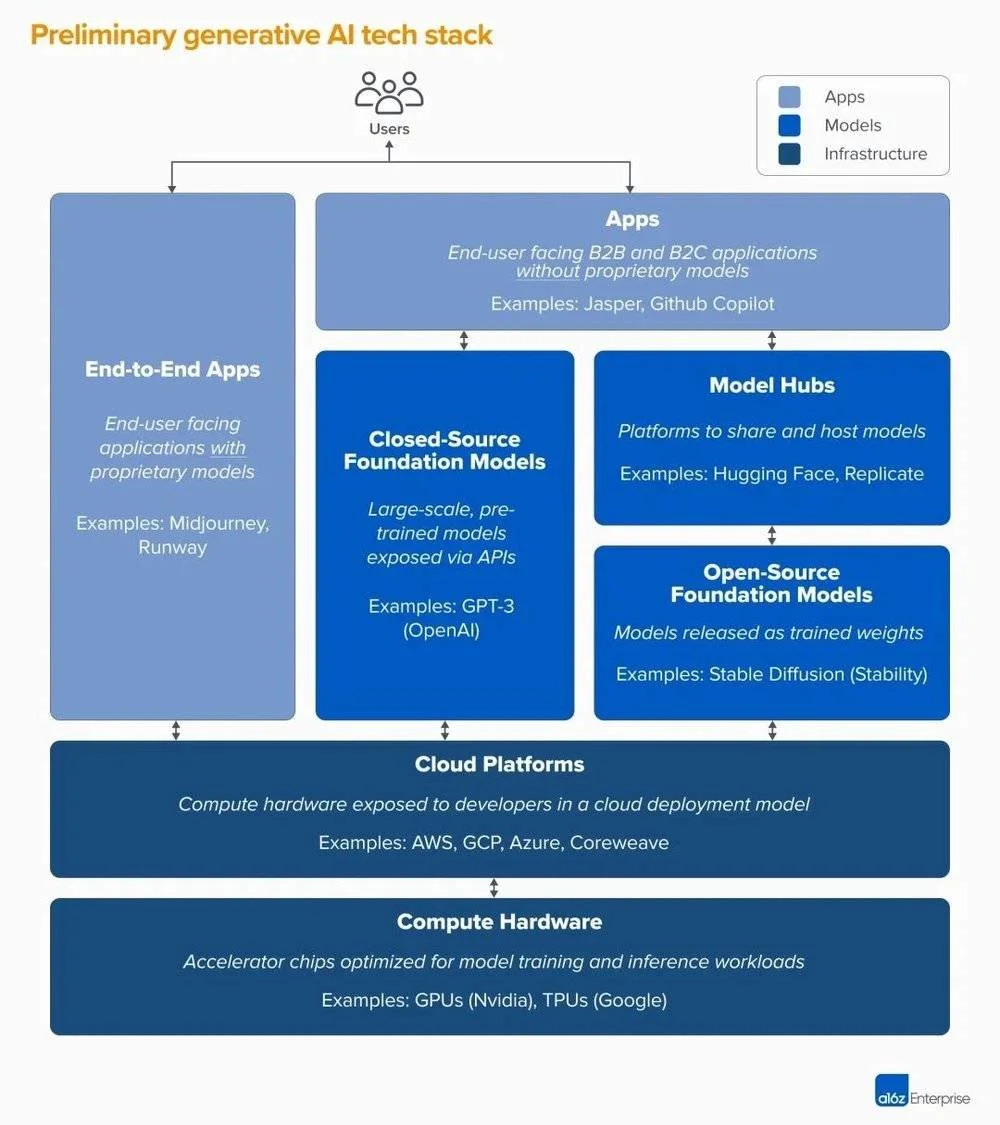 Preliminary generative AI tech stack
Users
Apps
Models
Infrastructure
End-to-End Apps
End-user facing
applications with
proprietary models
Examples: Midjourney,
Runway
Apps
End-user facing B2B and B2C applications
without proprietary models
Examples: Jasper, Github Copilot
Closed-Source
Foundation Models
Large-scale, pre-
trained models
exposed via APIs
Examples: GPT-3
(OpenAI)
Model Hubs
Platforms to share and host models
Examples: Hugging Face, Replicate
Open-Source
Foundation Models
Models released as trained weights
Examples: Stable Diffusion (Stability)
Cloud Platforms
Compute hardware exposed to developers in a cloud deployment model
Examples: AWS, GCP, Azure, Coreweave
Compute Hardware
Accelerator chips optimized for model training and inference workloads
Examples: GPUs (Nvidia), TPUs (Google)
a16z Enterprise